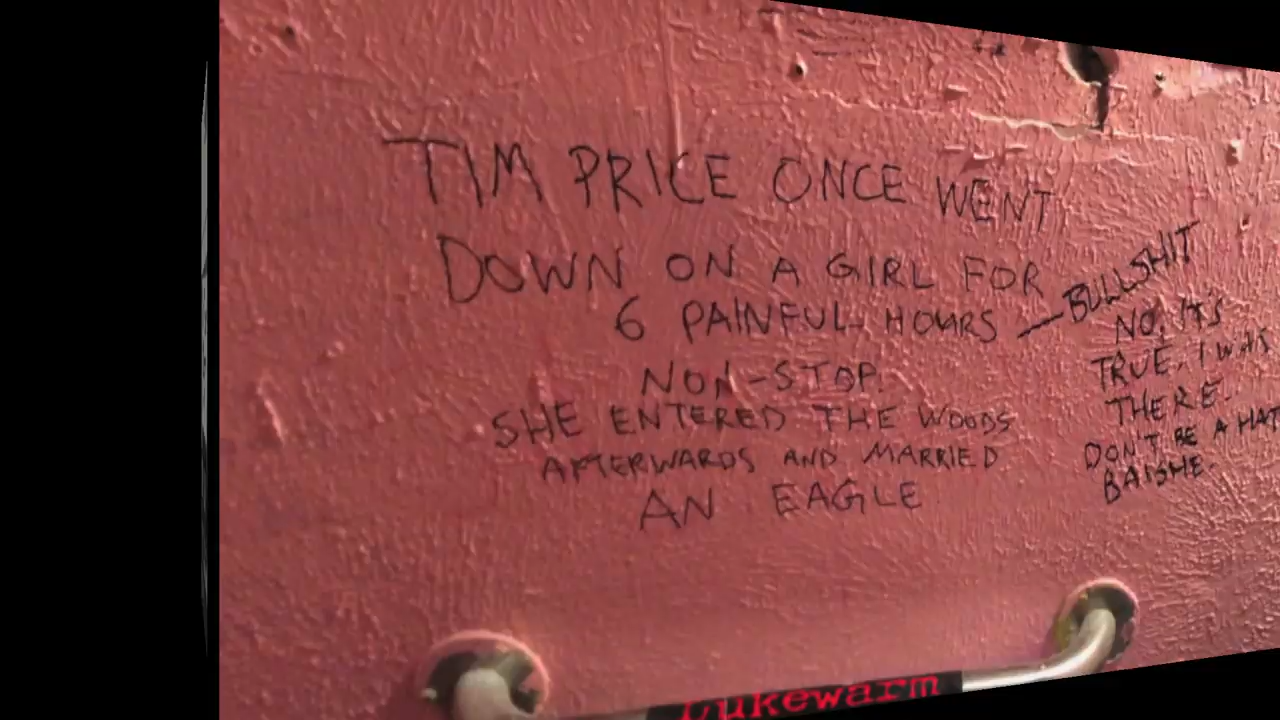 TIM PRICE ONCE WENT
DOWN ON A GIRL FOR
6 PAINFUL HOURS
NON-STOP.
SHE ENTERED THE WOODS
AFTERWARDS AND MARRIED
AN EAGLE
—BULLSHIT
NO, IT'S
TRUE, I WAS
THERE.
DON'T BE A HAT
Lukewarm